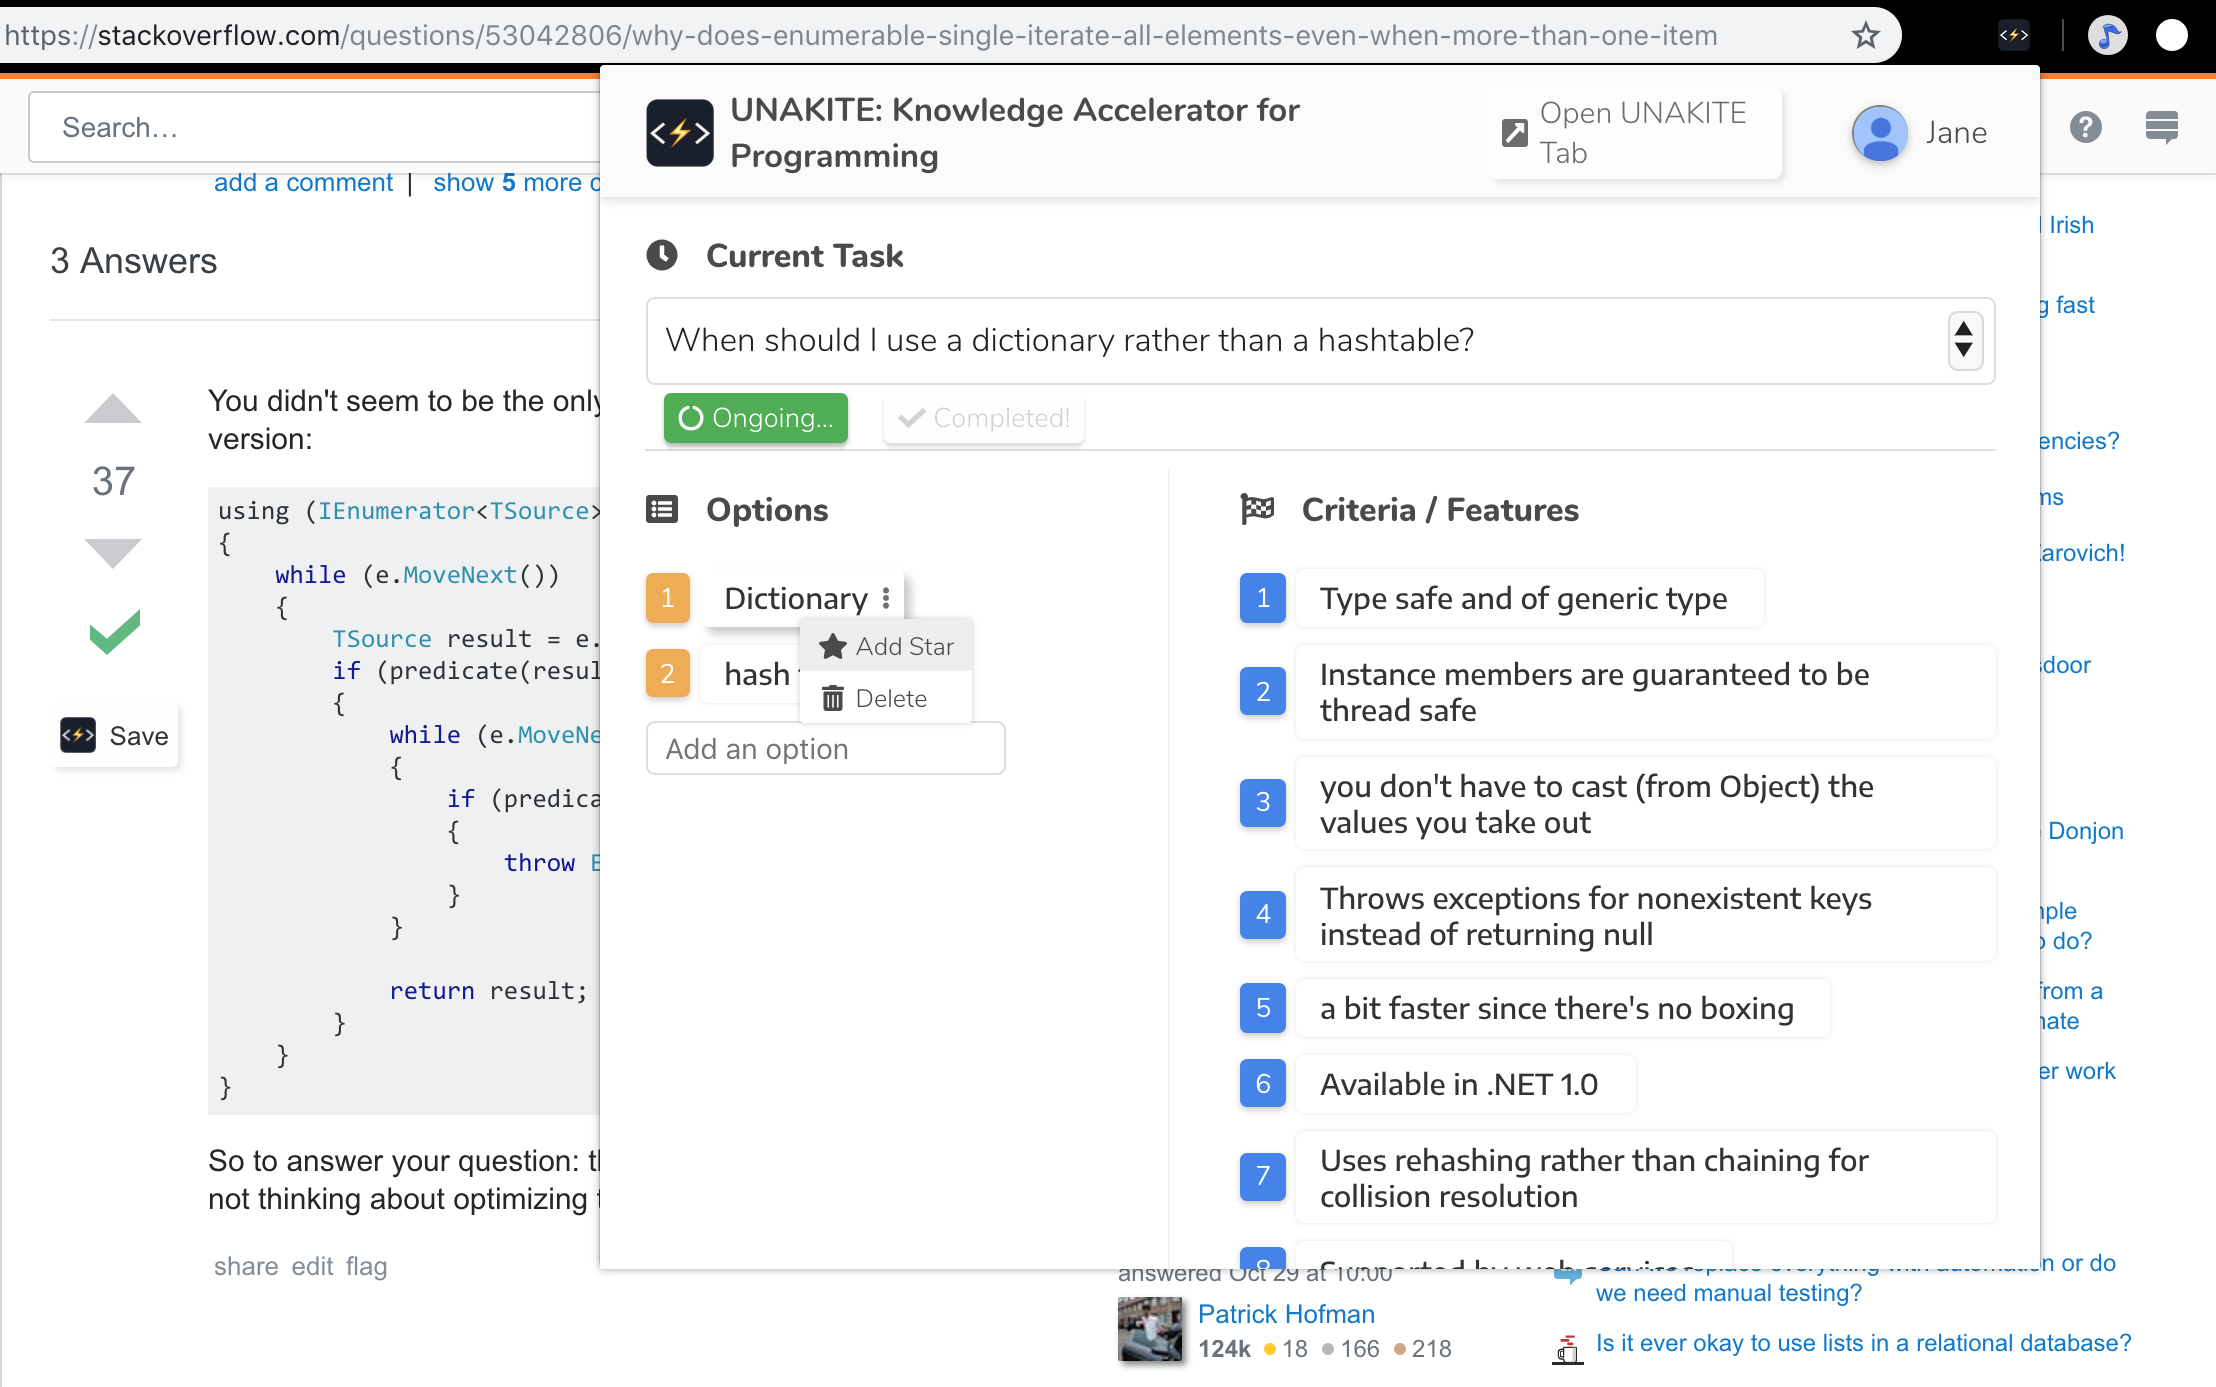 https://stackoverflow.com/questions/53042806/why-does-enumerable-single-iterate-all-elements-even-when-more-than-one-item
Search…
UNAKITE: Knowledge Accelerator for
Programming
Open UNAKITE
Tab
Jane
add a comment | show 5 more
3 Answers
37
Save
You didn't seem to be the only
version:
using (IEnumerator<TSource>
{
while (e.MoveNext())
{
TSource result = e.
if (predicate(resul
{
while (e.MoveNe
{
if (predica
{
throw E
}
}
return result;
}
}
}
So to answer your question:
not thinking about optimizing
share edit flag
Current Task
When should I use a dictionary rather than a hashtable?
Ongoing...
Completed!
Options
1 Dictionary
Add Star
Delete
2 hash
Add an option
Criteria / Features
1 Type safe and of generic type
2 Instance members are guaranteed to be
thread safe
3 you don't have to cast (from Object) the
values you take out
4 Throws exceptions for nonexistent keys
instead of returning null
5 a bit faster since there's no boxing
6 Available in .NET 1.0
7 Uses rehashing rather than chaining for
collision resolution
8 Supported by web services
Irish
fast
encies?
ms
arovich!
sdoor
Donjon
do?
from a
er work
answered Oct 29 at 10:00
Patrick Hofman
124k 18 166 218
everything with automation or do
we need manual testing?
Is it ever okay to use lists in a relational database?